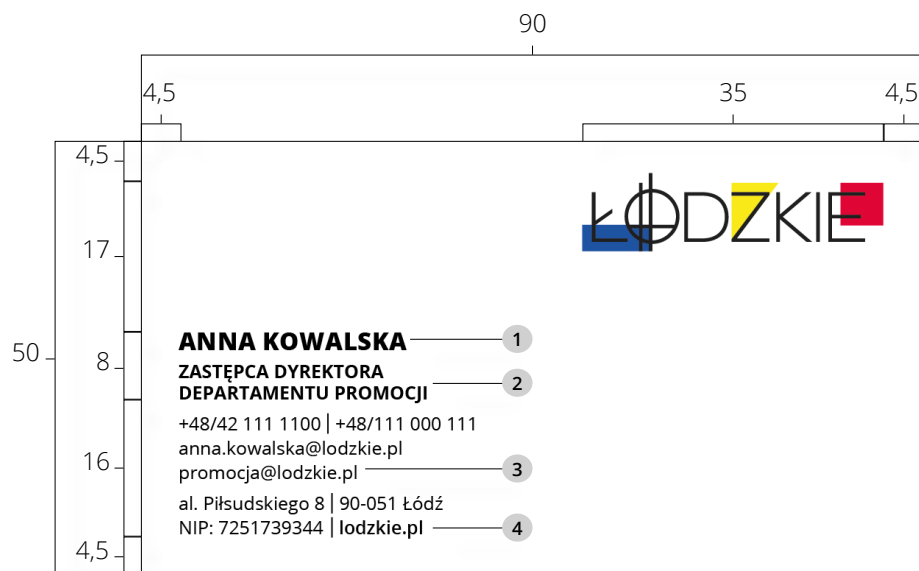 90
4,5 35 4,5
4,5
ŁÓDZKIE
17
50
ANNA KOWALSKA 1
8
ZASTĘPCA DYREKTORA
DEPARTAMENTU PROMOCJI 2
+48/42 111 1100 | +48/111 000 111
anna.kowalska@lodzkie.pl
16
promocja@lodzkie.pl 3
al. Piłsudskiego 8 | 90-051 Łódź
NIP: 7251739344 | lodzkie.pl 4
4,5